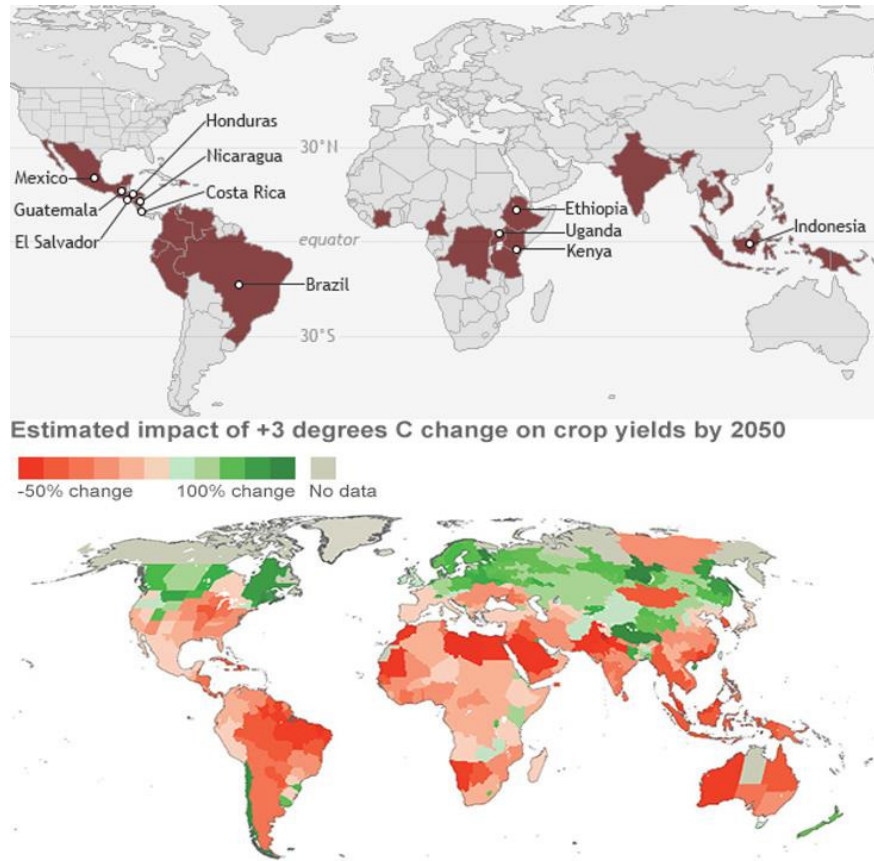 Honduras
30°N
Nicaragua
Mexico
Costa Rica
Ethiopia
Guatemala
Uganda
Indonesia
El Salvador
equator
Kenya
Brazil
30°S
Estimated impact of +3 degrees C change on crop yields by 2050
-50% change 100% change No data